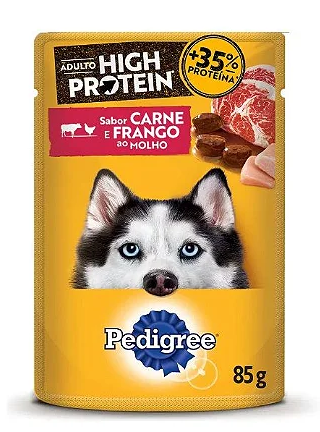 ADULTO HIGH
PROTEIN
+35%
PROTEÍNA
Sabor CARNE
E FRANGO
ao MOLHO
Pedigree
85g